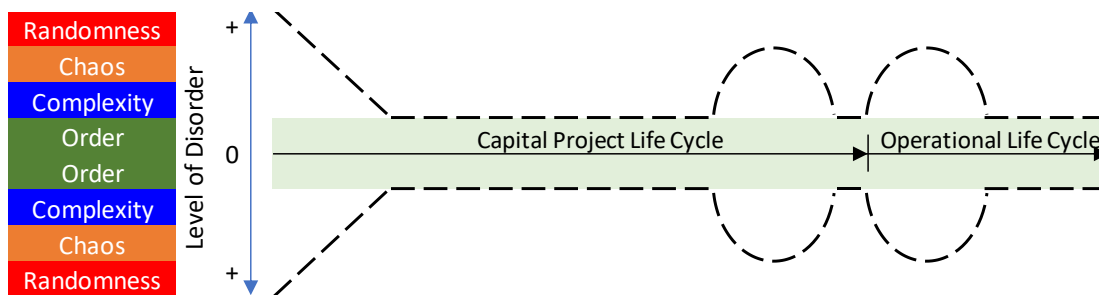 Randomness
Chaos
Complexity
Order
Order
Complexity
Chaos
Randomness
Level of Disorder
+
0
+
Capital Project Life Cycle
Operational Life Cycle